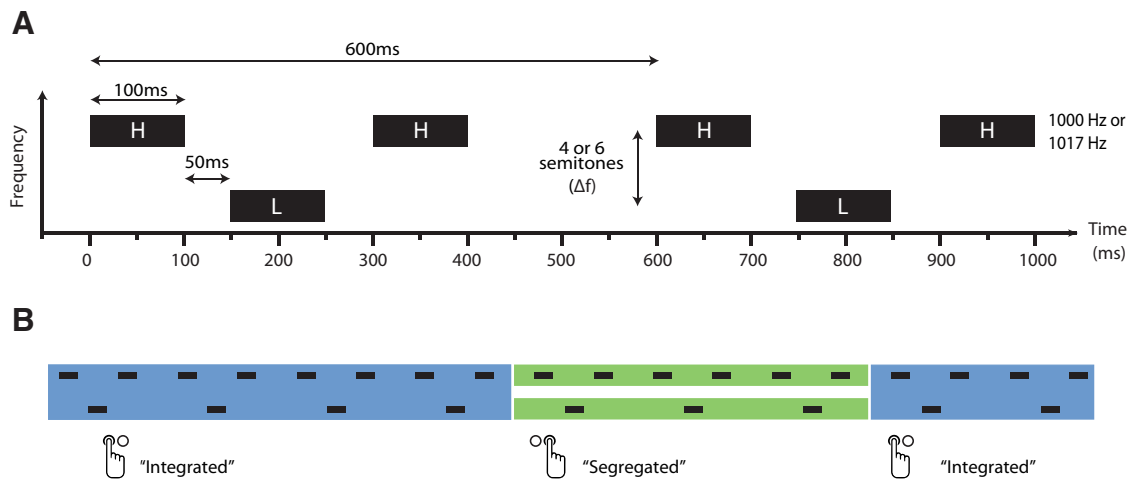 A
600ms
100ms
H
H
H
H
1000 Hz or
1017 Hz
50ms
4 or 6
semitones
(Δf)
L
L
Frequency
Time
(ms)
0
100
200
300
400
500
600
700
800
900
1000
B
"Integrated"
"Segregated"
"Integrated"